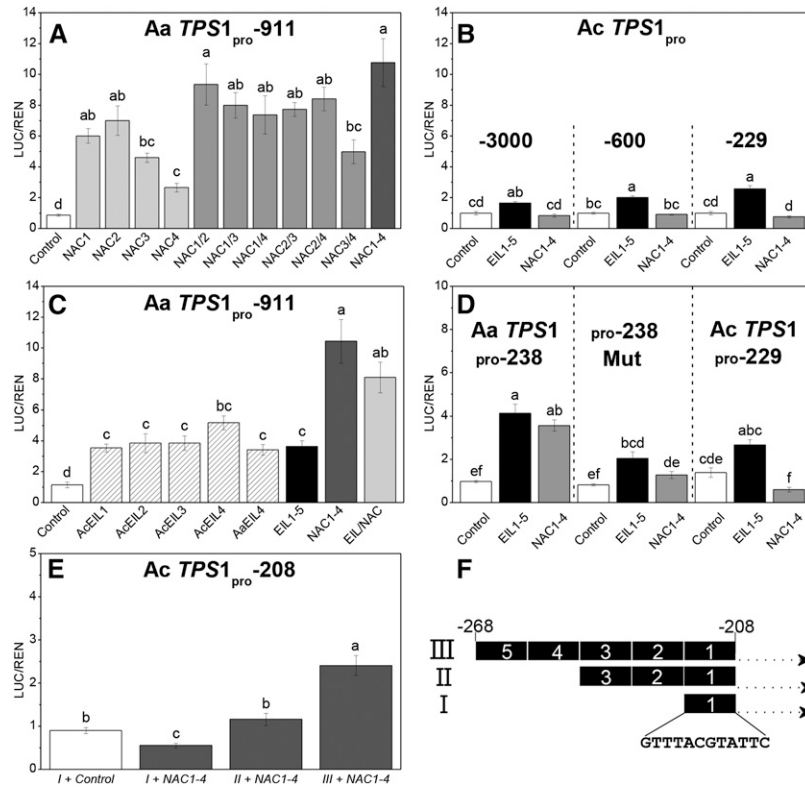 A
Aa TPS1pro-911
LUC/REN
14
12
10
8
6
4
2
0
d
ab
ab
bc
c
a
ab
ab
ab
ab
bc
a
Control
NAC1
NAC2
NAC3
NAC4
NAC1/2
NAC1/3
NAC1/4
NAC2/3
NAC2/4
NAC3/4
NAC1-4
B
Ac TPS1pro
LUC/REN
14
12
10
8
6
4
2
0
-3000
-600
-229
cd
ab
cd
bc
a
bc
cd
a
d
Control
EIL1-5
NAC1-4
Control
EIL1-5
NAC1-4
Control
EIL1-5
NAC1-4
C
Aa TPS1pro-911
LUC/REN
14
12
10
8
6
4
2
0
d
c
c
c
bc
c
c
a
ab
Control
AcEIL1
AcEIL2
AcEIL3
AcEIL4
AaEIL4
EIL1-5
NAC1-4
EIL/NAC
D
Aa TPS1
pro-238
pro-238
Mut
Ac TPS1
pro-229
LUC/REN
10
8
6
4
2
0
ef
a
ab
ef
bcd
de
cde
abc
f
Control
EIL1-5
NAC1-4
Control
EIL1-5
NAC1-4
Control
EIL1-5
NAC1-4
E
Ac TPS1pro-208
LUC/REN
5
4
3
2
1
0
b
c
b
a
I + Control
I + NAC1-4
II + NAC1-4
III + NAC1-4
F
-268
-208
III 5 4 3 2 1
II 3 2 1
I 1
GTTTACGTATTC